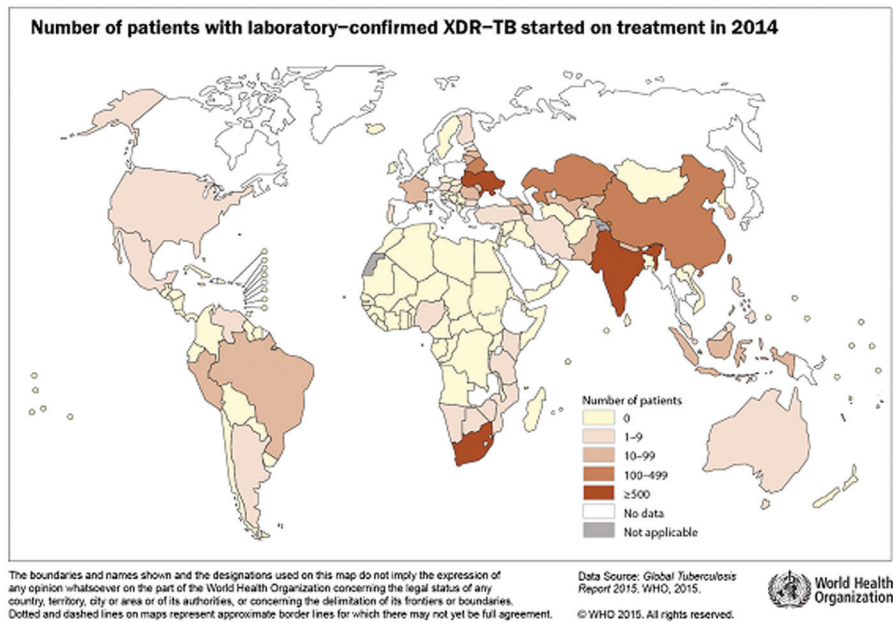 Number of patients with laboratory–confirmed XDR–TB started on treatment in 2014
Number of patients
0
1–9
10–99
100–499
≥500
No data
Not applicable
The boundaries and names shown and the designations used on this map do not imply the expression of
any opinion whatsoever on the part of the World Health Organization concerning the legal status of any
country, territory, city or area or of its authorities, or concerning the delimitation of its frontiers or boundaries.
Dotted and dashed lines on maps represent approximate border lines for which there may not yet be full agreement.
Data Source: Global Tuberculosis
Report 2015. WHO, 2015.
© WHO 2015. All rights reserved.
World Health
Organization